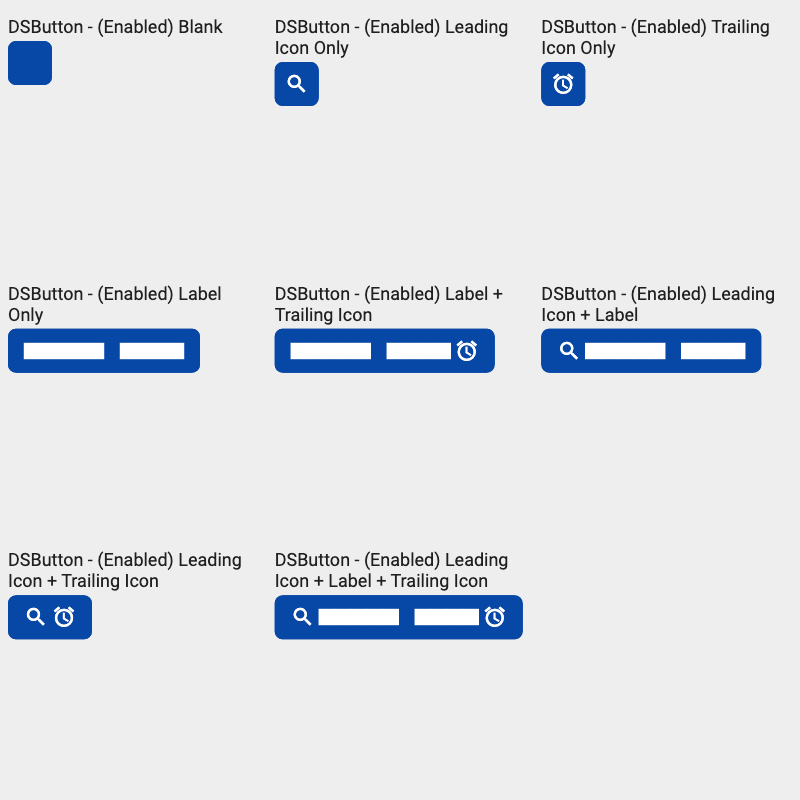 DSButton - (Enabled) Blank
DSButton - (Enabled) Leading
Icon Only
DSButton - (Enabled) Trailing
Icon Only
DSButton - (Enabled) Label
Only
DSButton - (Enabled) Label +
Trailing Icon
DSButton - (Enabled) Leading
Icon + Label
DSButton - (Enabled) Leading
Icon + Trailing Icon
DSButton - (Enabled) Leading
Icon + Label + Trailing Icon